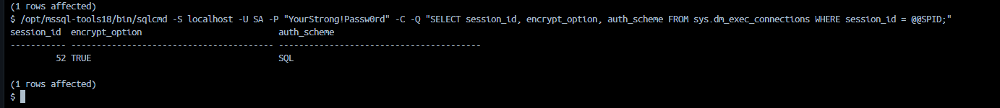 (1 rows affected)
$ /opt/mssql-tools18/bin/sqlcmd -S localhost -U SA -P "YourStrong!Passw0rd" -C -Q "SELECT session_id, encrypt_option, auth_scheme FROM sys.dm_exec_connections WHERE session_id = @@SPID;"
session_id encrypt_option auth_scheme
----------- ---------------------------------------- ----------------------------------------
52 TRUE SQL
(1 rows affected)
$